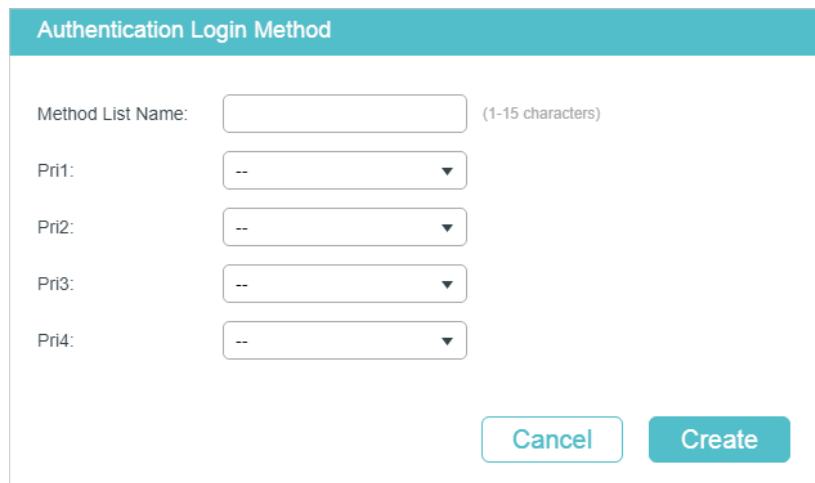 Authentication Login Method
Method List Name: (1-15 characters)
Pri1: --
Pri2: --
Pri3: --
Pri4: --
Cancel Create